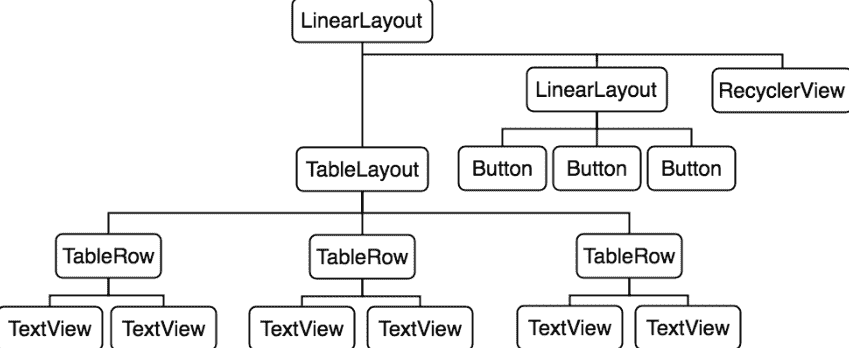 LinearLayout
LinearLayout
RecyclerView
TableLayout
Button
Button
Button
TableRow
TableRow
TableRow
TextView
TextView
TextView
TextView
TextView
TextView